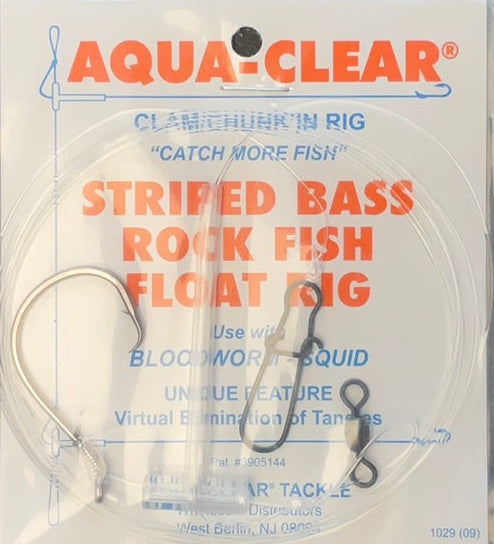 AQUA-CLEAR®
CLAM/CHUNK'IN RIG
"CATCH MORE FISH"
STRIPED BASS
ROCK FISH
FLOAT RIG
Use with
BLOODWORM - SQUID
UNIQUE FEATURE
Virtual Elimination of Tangles
Pat. #5905144
AQUA-CLEAR® TACKLE
Wholesale Distributors
West Berlin, NJ
1029 (09)